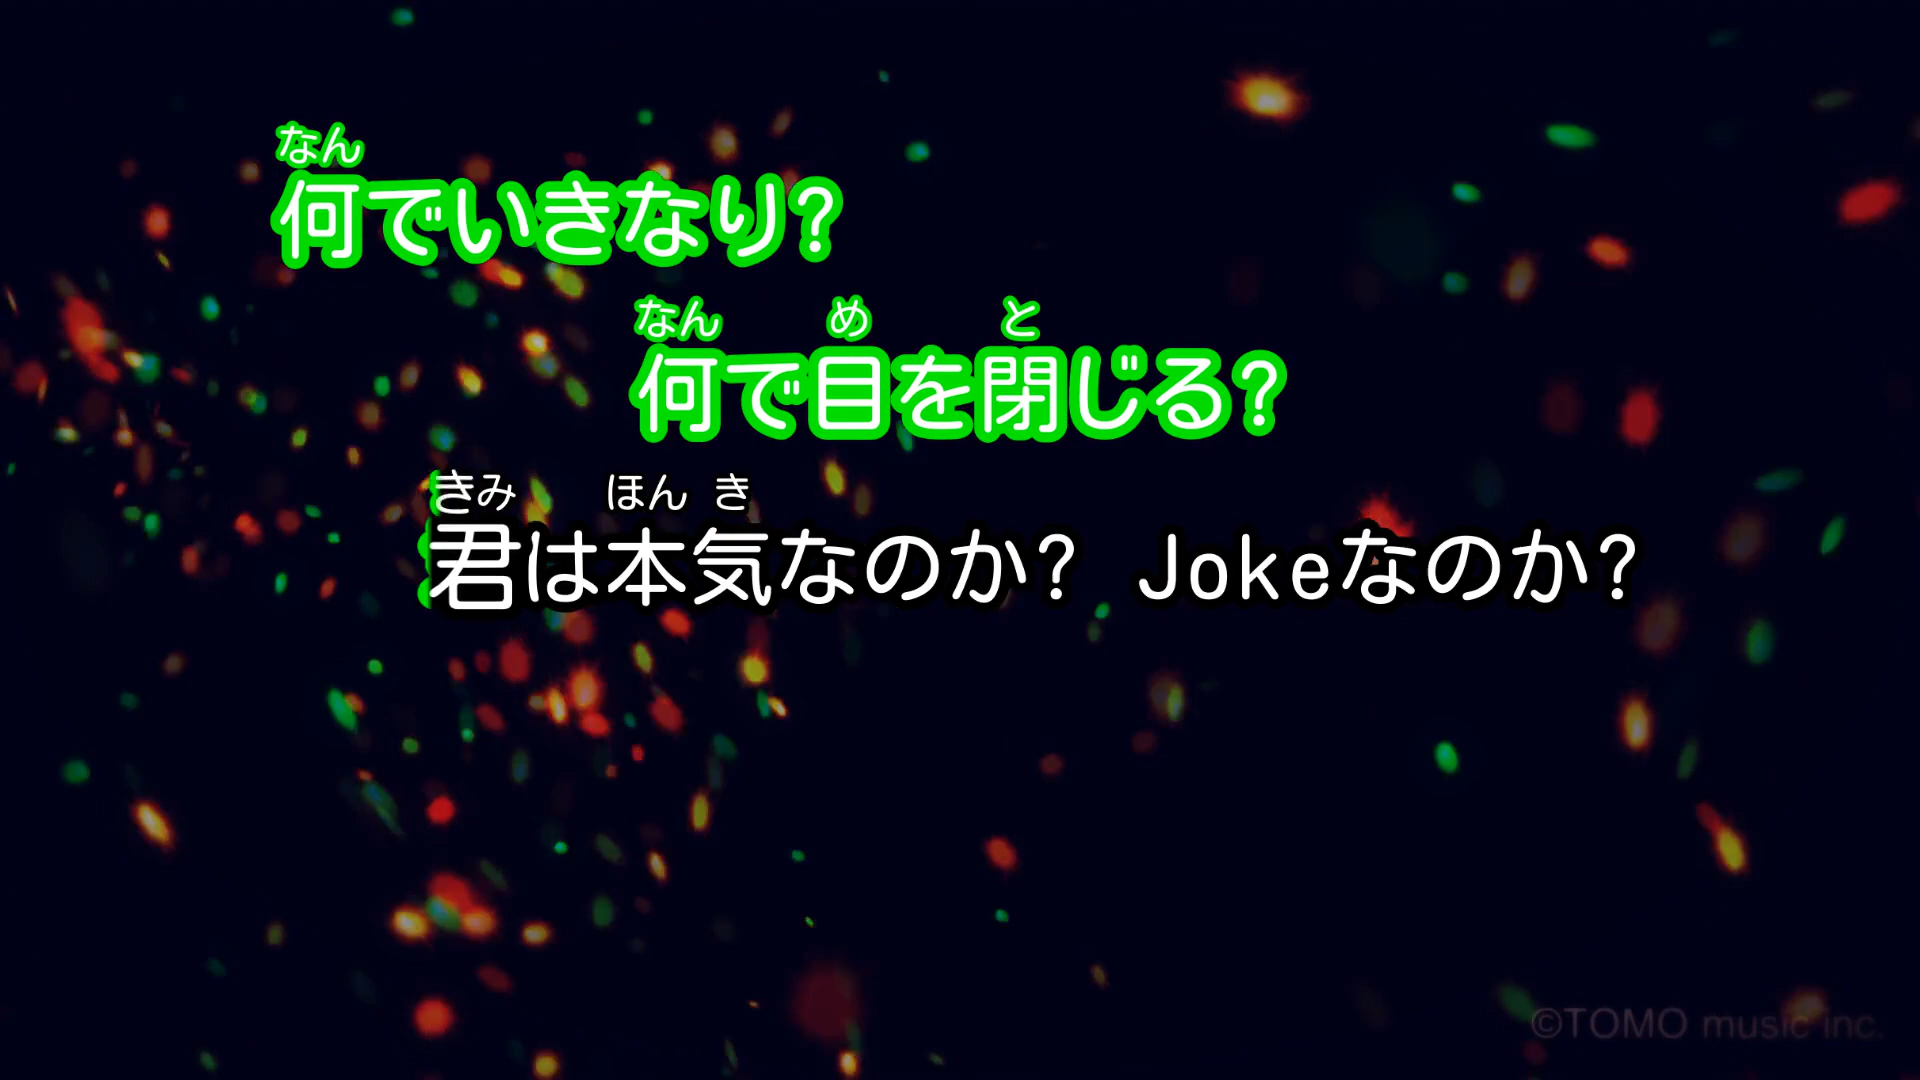 なん
何でいきなり?
なん め と
何で目を閉じる?
きみ ほん き
君は本気なのか? Jokeなのか?
©TOMO music inc.